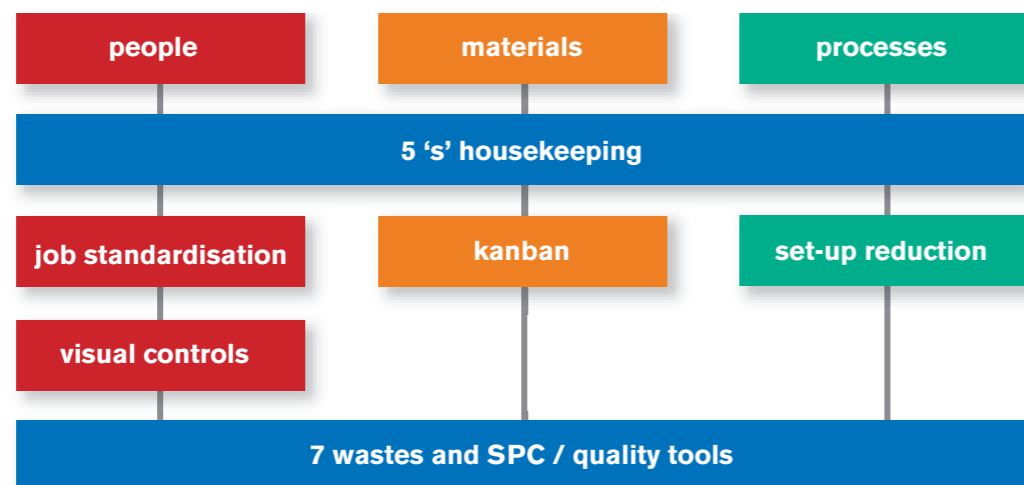 people
materials
processes
5 ‘s’ housekeeping
job standardisation
kanban
set-up reduction
visual controls
7 wastes and SPC / quality tools